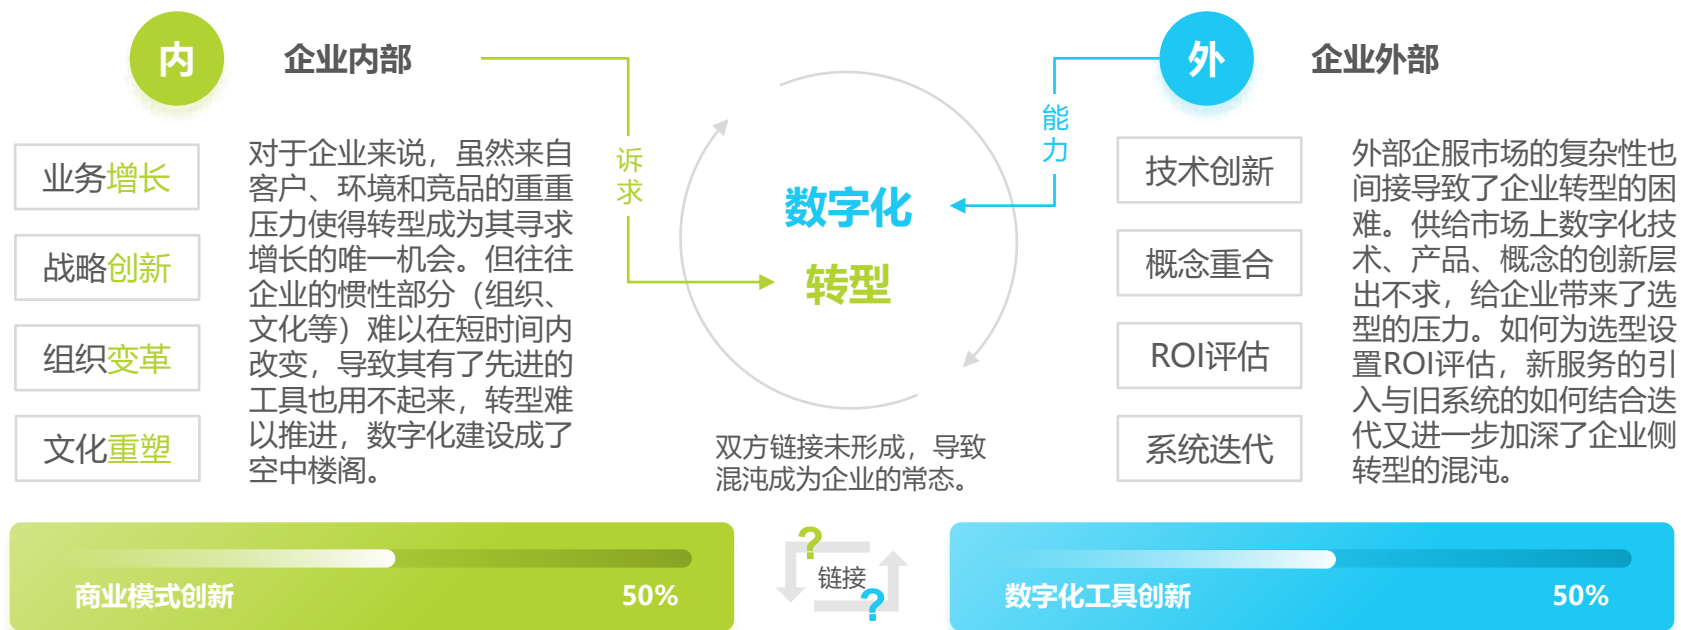 内
企业内部
业务增长
战略创新
组织变革
文化重塑
对于企业来说，虽然来自
客户、环境和竞品的重重
压力使得转型成为其寻求
增长的唯一机会。但往往
企业的惯性部分（组织、
文化等）难以在短时间内
改变，导致其有了先进的
工具也用不起来，转型难
以推进，数字化建设成了
空中楼阁。
诉求
数字化
转型
能力
双方链接未形成，导致
混沌成为企业的常态。
外
企业外部
技术创新
概念重合
ROI评估
系统迭代
外部企服市场的复杂性也
间接导致了企业转型的困
难。供给市场上数字化技
术、产品、概念的创新层
出不求，给企业带来了选
型的压力。如何为选型设
置ROI评估，新服务的引
入与旧系统的如何结合迭
代又进一步加深了企业侧
转型的混沌。
商业模式创新 50%
?
链接
?
数字化工具创新 50%